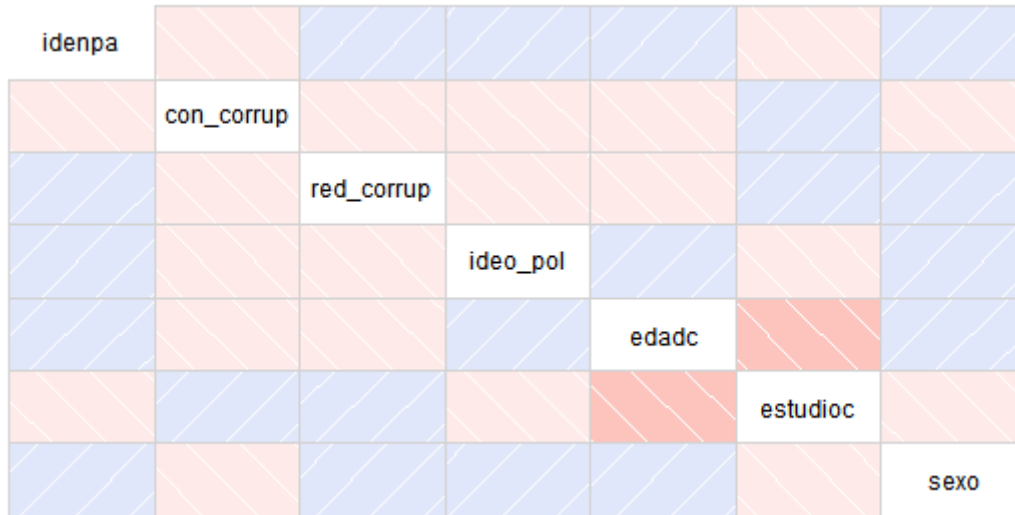 idenpa
con_corrup
red_corrup
ideo_pol
edadc
estudioc
sexo